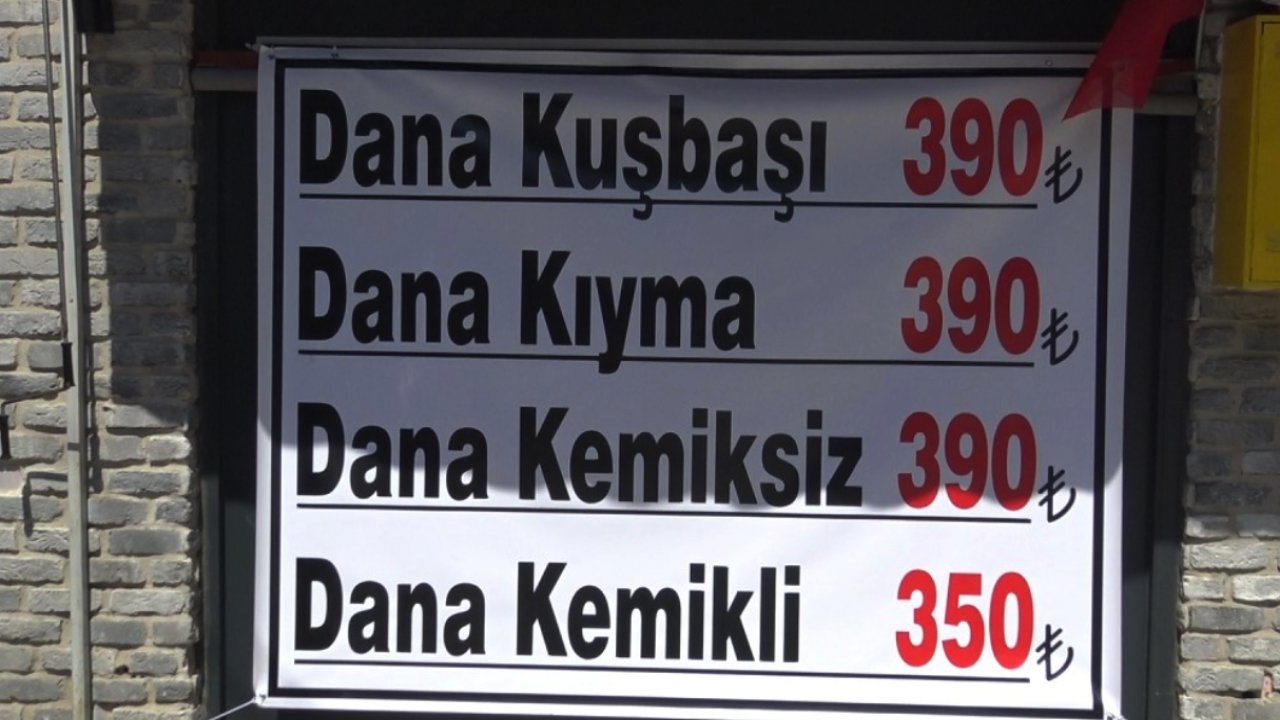 Dana Kuşbaşı 390 ₺
Dana Kıyma 390 ₺
Dana Kemiksiz 390 ₺
Dana Kemikli 350 ₺